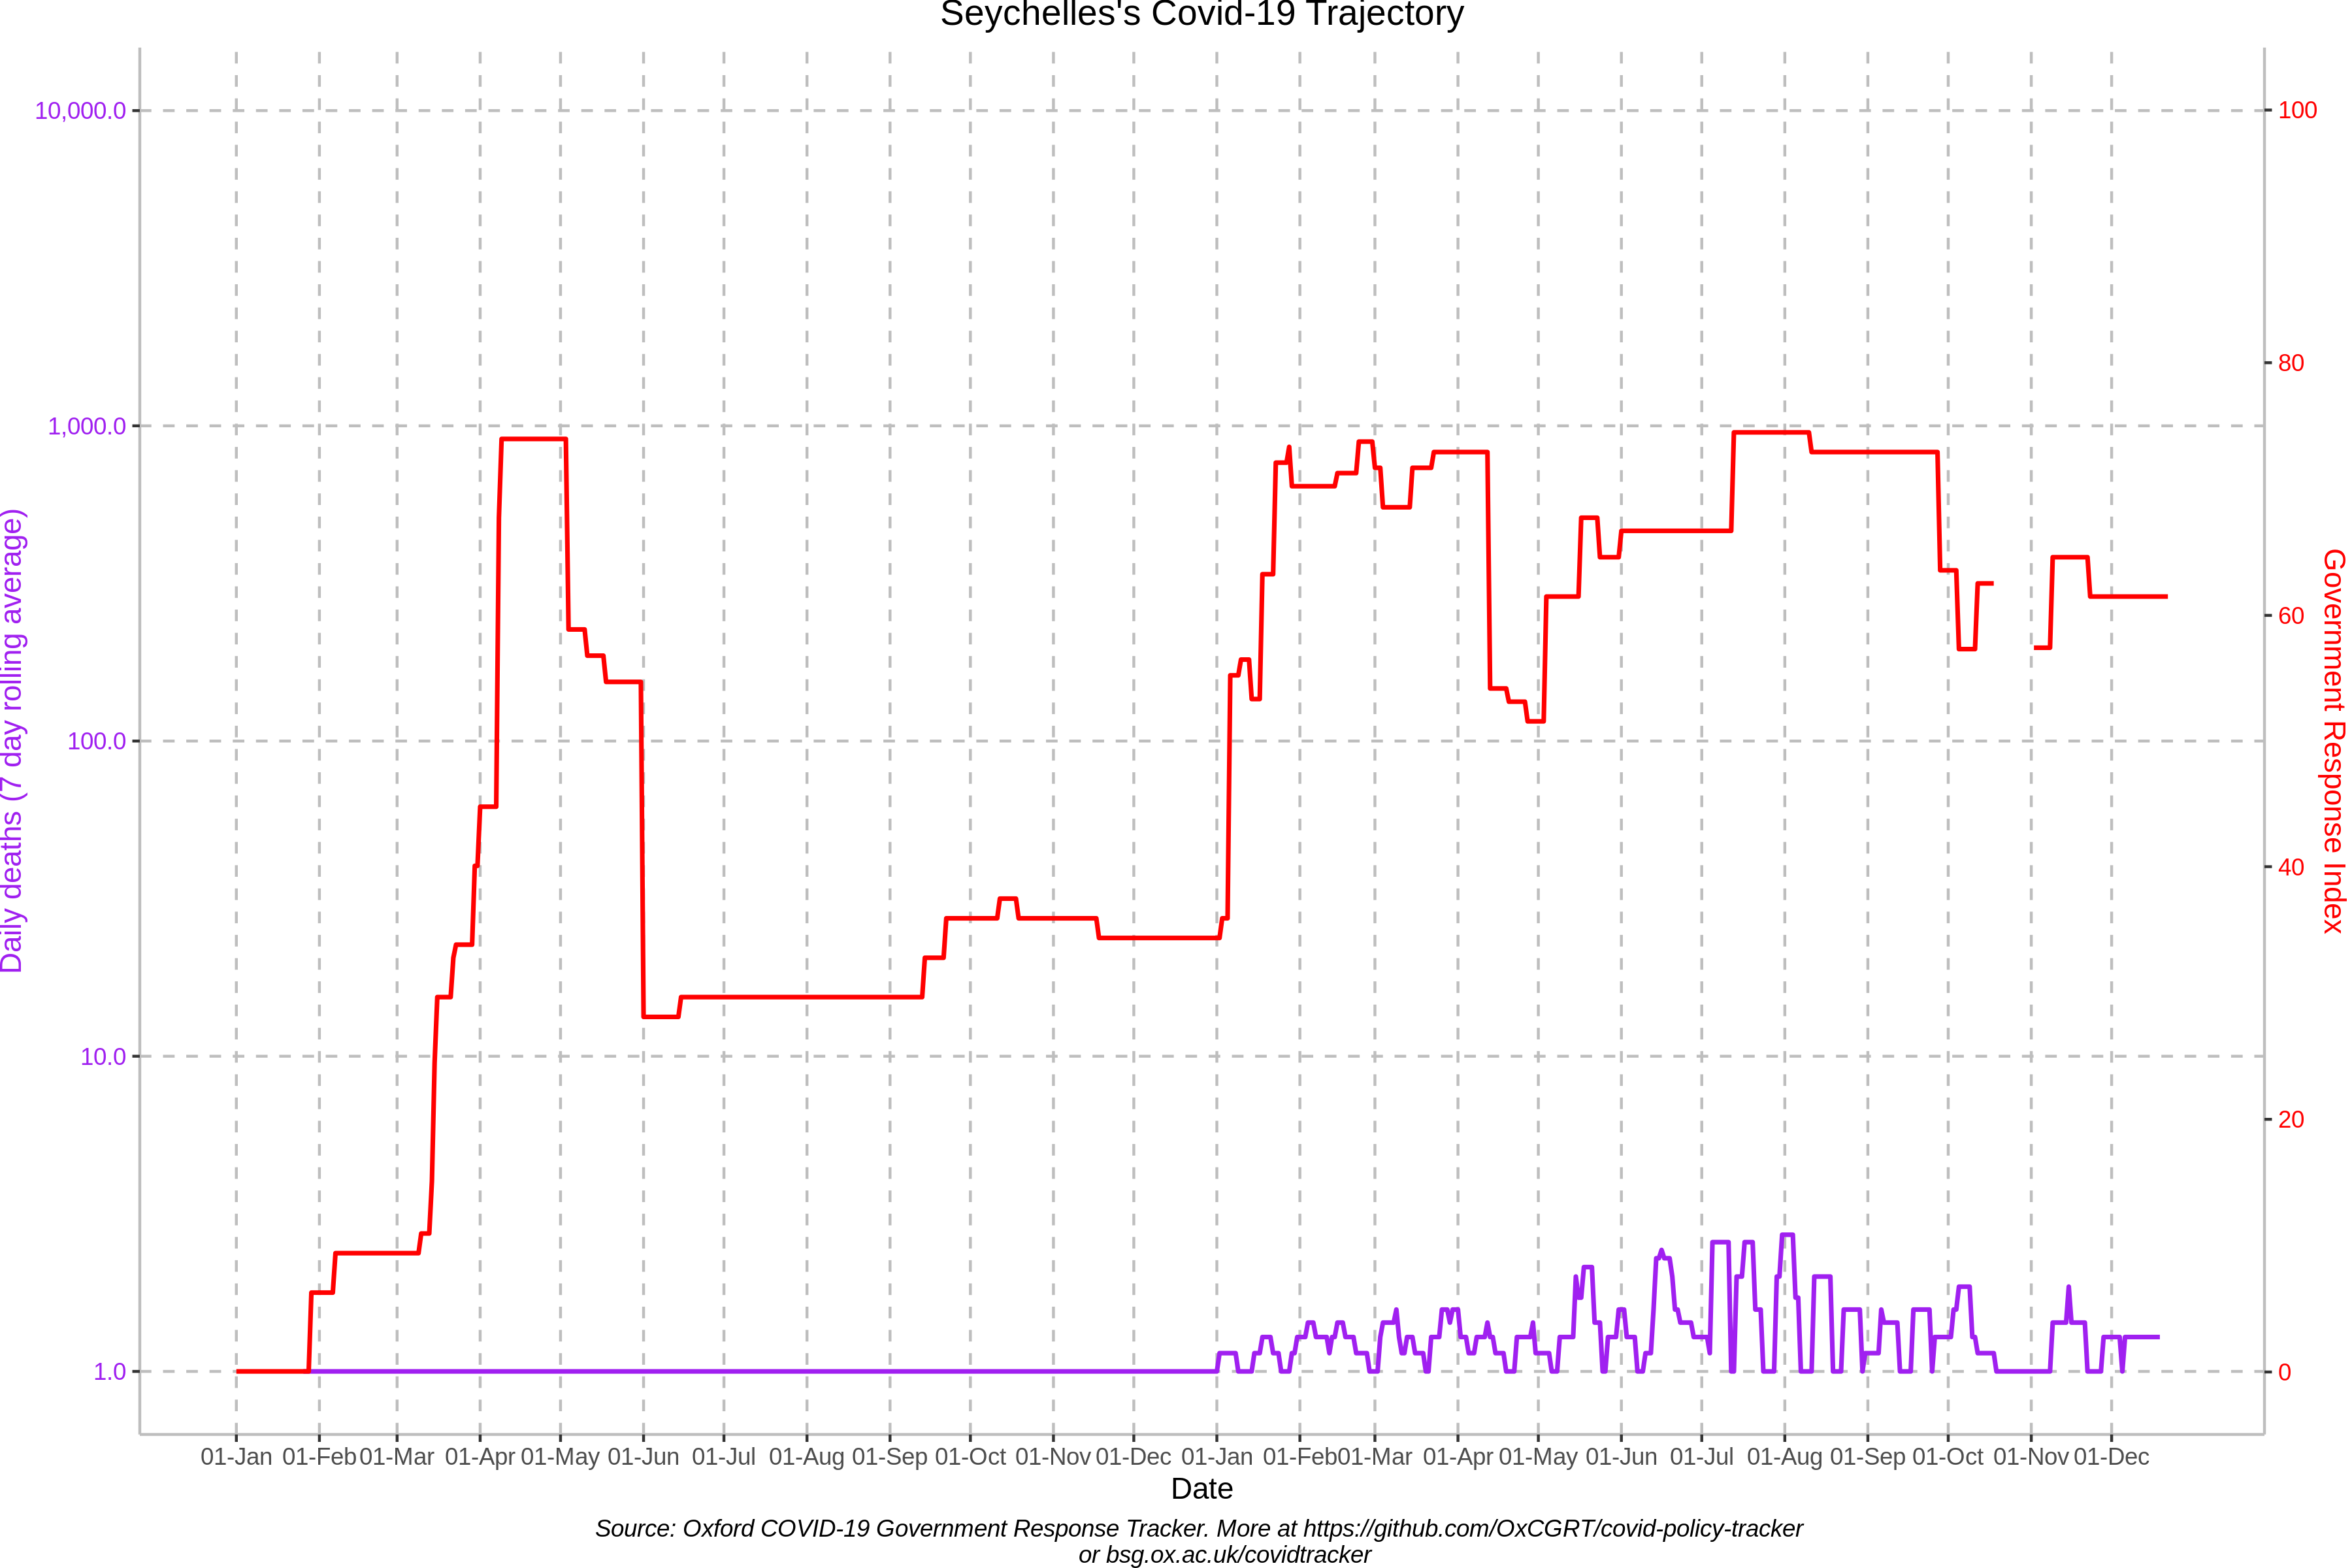 Seychelles's Covid-19 Trajectory
10,000.0
1,000.0
100.0
10.0
1.0
Daily deaths (7 day rolling average)
100
80
60
40
20
0
Government Response Index
01-Jan 01-Feb 01-Mar 01-Apr 01-May 01-Jun 01-Jul 01-Aug 01-Sep 01-Oct 01-Nov 01-Dec 01-Jan 01-Feb 01-Mar 01-Apr 01-May 01-Jun 01-Jul 01-Aug 01-Sep 01-Oct 01-Nov 01-Dec
Date
Source: Oxford COVID-19 Government Response Tracker. More at https://github.com/OxCGRT/covid-policy-tracker
or bsg.ox.ac.uk/covidtracker